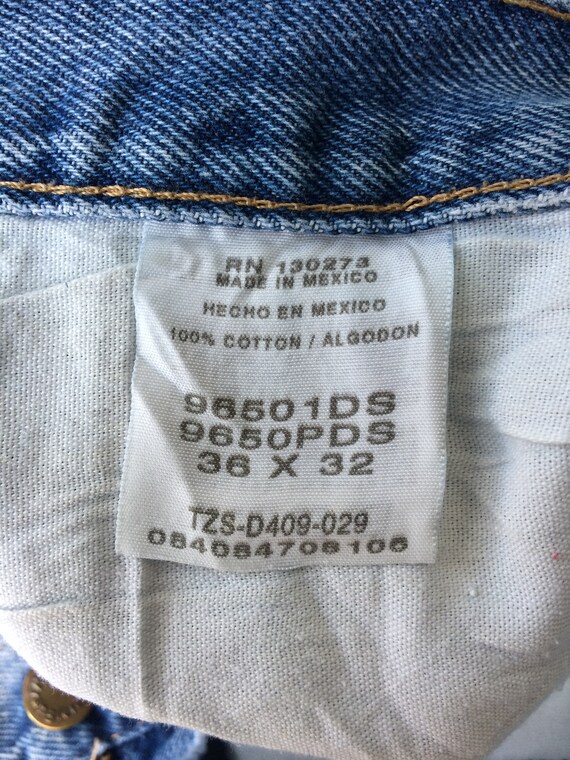 RN 130273
MADE IN MEXICO
HECHO EN MEXICO
100% COTTON / ALGODON
96501DS
9650PDS
36 X 32
TZS-D409-029
084084708106